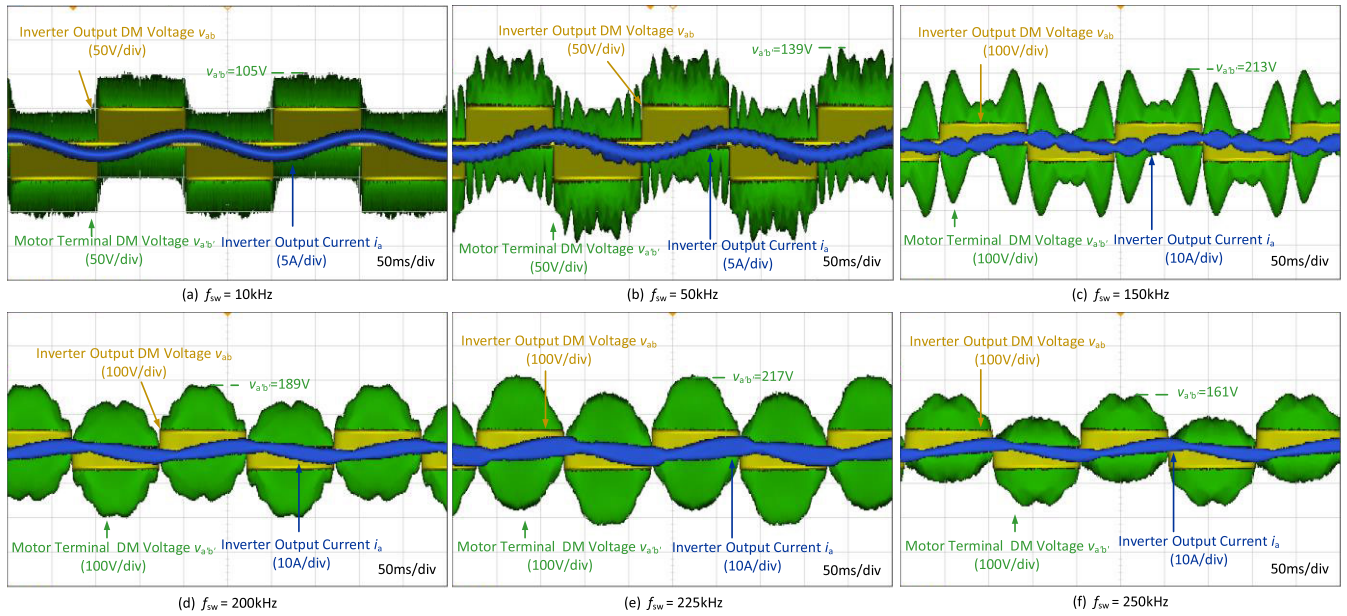 Inverter Output DM Voltage vab
(50V/div)
va'b'=105V
Motor Terminal DM Voltage va'b'
(50V/div)
Inverter Output Current ia
(5A/div)
50ms/div
(a) fsw = 10kHz
Inverter Output DM Voltage vab
(50V/div)
va'b'=139V
Motor Terminal DM Voltage va'b'
(50V/div)
Inverter Output Current ia
(5A/div)
50ms/div
(b) fsw = 50kHz
Inverter Output DM Voltage vab
(100V/div)
va'b'=213V
Motor Terminal DM Voltage va'b'
(100V/div)
Inverter Output Current ia
(10A/div)
50ms/div
(c) fsw = 150kHz
Inverter Output DM Voltage vab
(100V/div)
va'b'=189V
Motor Terminal DM Voltage va'b'
(100V/div)
Inverter Output Current ia
(10A/div)
50ms/div
(d) fsw = 200kHz
Inverter Output DM Voltage vab
(100V/div)
va'b'=217V
Motor Terminal DM Voltage va'b'
(100V/div)
Inverter Output Current ia
(10A/div)
50ms/div
(e) fsw = 225kHz
Inverter Output DM Voltage vab
(100V/div)
va'b'=161V
Motor Terminal DM Voltage va'b'
(100V/div)
Inverter Output Current ia
(10A/div)
50ms/div
(f) fsw = 250kHz